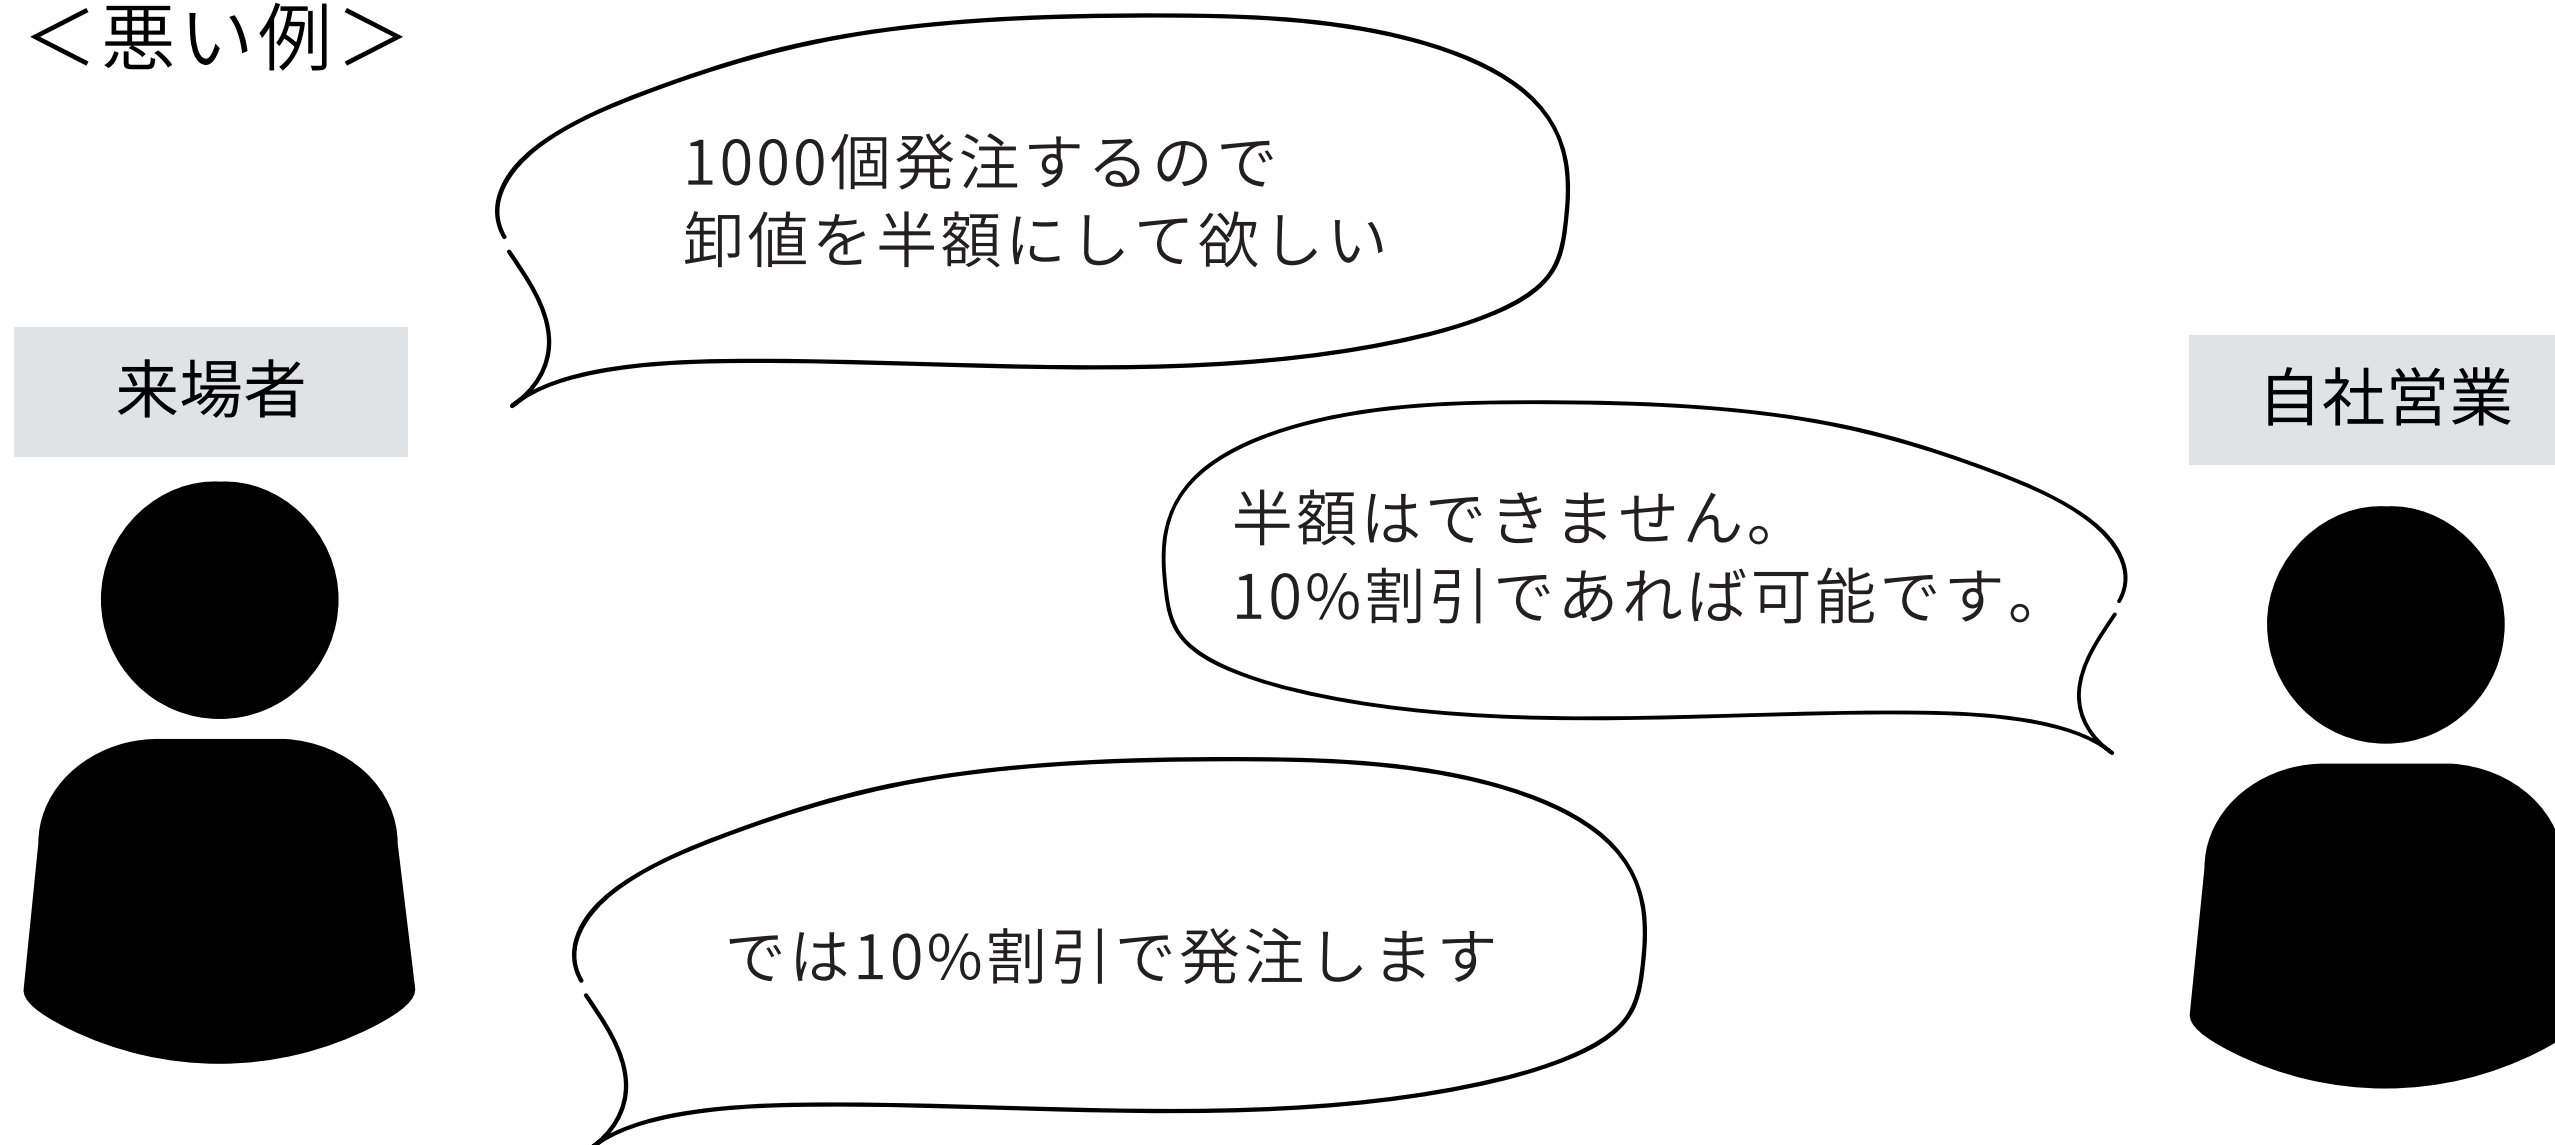 ＜悪い例＞
1000個発注するので
卸値を半額にして欲しい
来場者
自社営業
半額はできません。
10%割引であれば可能です。
では10%割引で発注します